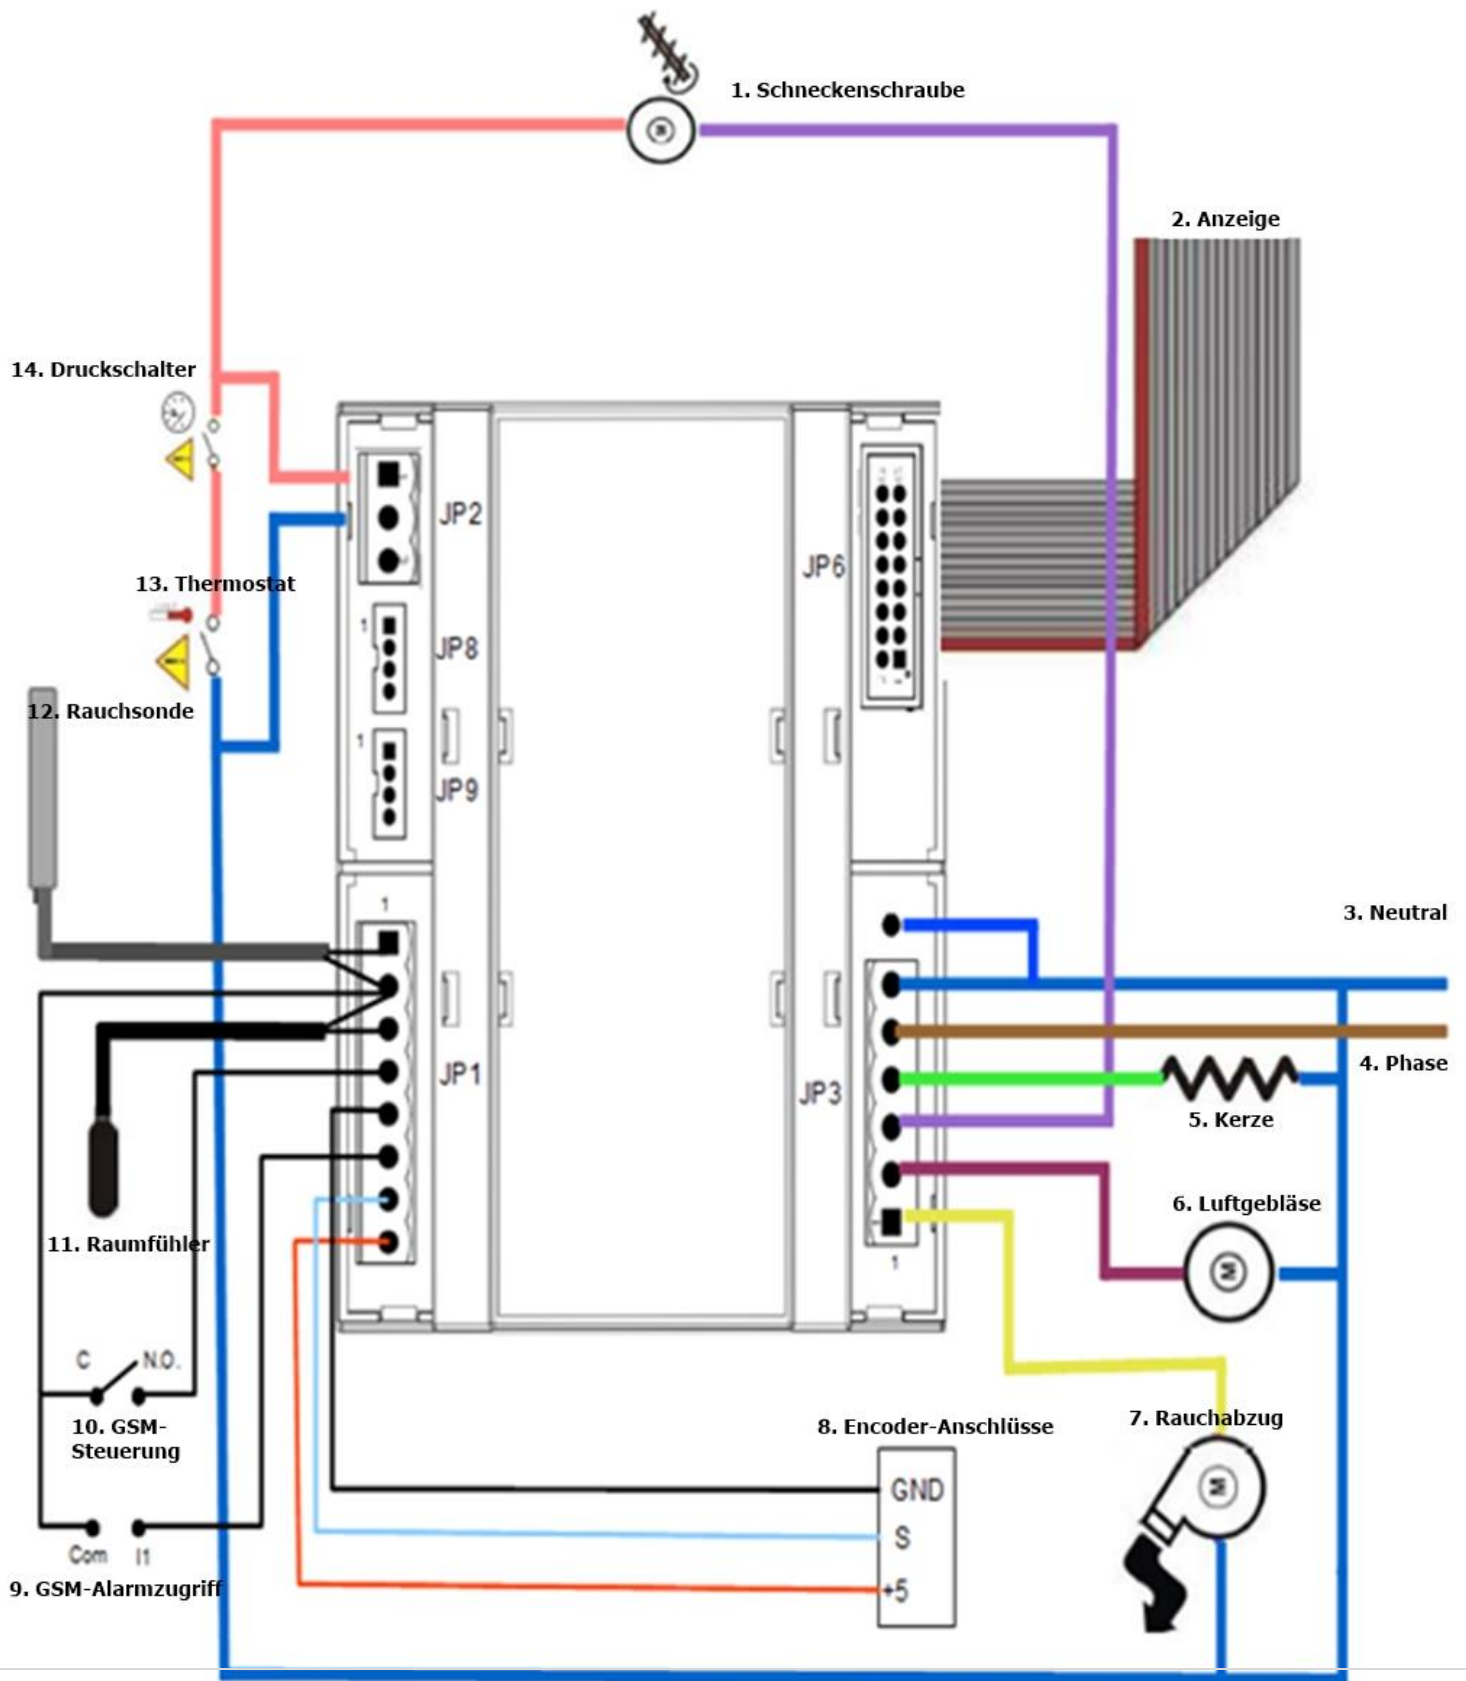 1. Schneckenschraube
2. Anzeige
14. Druckschalter
JP2
JP6
13. Thermostat
1
JP8
12. Rauchsonde
1
JP9
1
3. Neutral
4. Phase
JP1
JP3
5. Kerze
6. Luftgebläse
11. Raumfühler
1
M
C
N.O.
10. GSM-
Steuerung
7. Rauchabzug
8. Encoder-Anschlüsse
GND
M
S
Com
I1
+5
9. GSM-Alarmzugriff